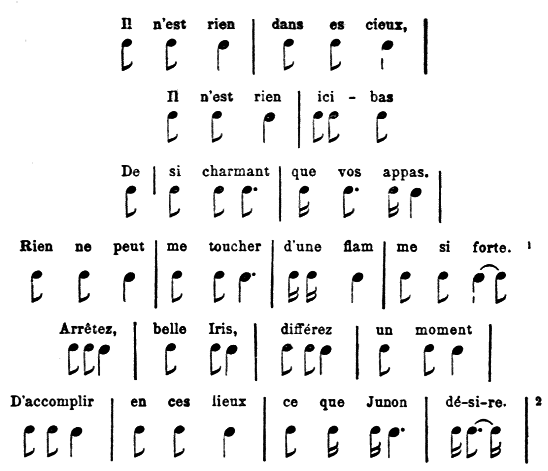 Il n'est rien dans es cieux,
Il n'est rien ici - bas
De si charmant que vos appas.
Rien ne peut me toucher d'une flam me si forte. 1
Arrêtez, belle Iris, différez un moment
D'accomplir en ces lieux ce que Junon dé-si-re. 2